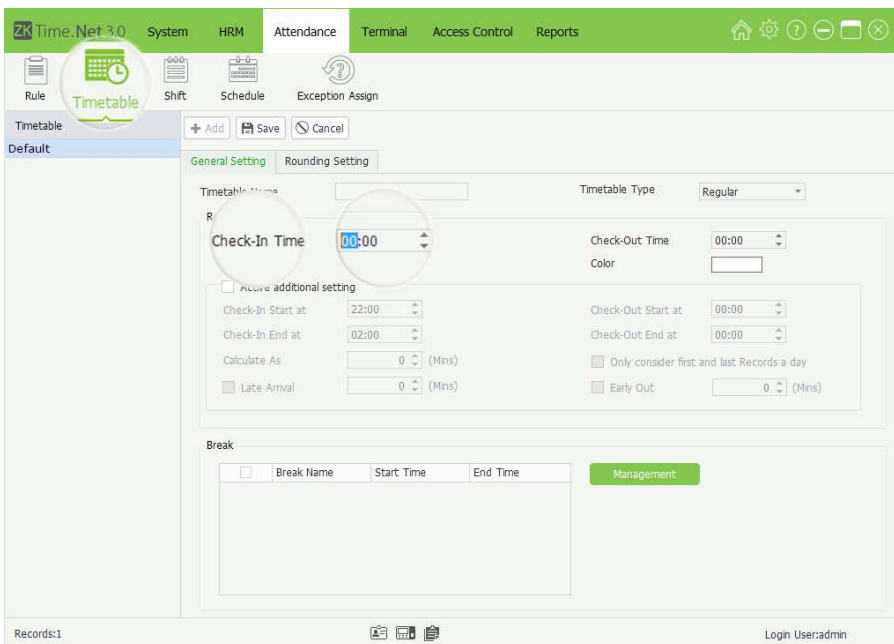 ZK Time.Net 3.0 System HRM Attendance Terminal Access Control Reports
Rule Timetable Shift Schedule Exception Assign
Timetable + Add Save Cancel
Default
General Setting Rounding Setting
Timetable Name Timetable Type Regular
R
Check-In Time 00:00 Check-Out Time 00:00
Color
Active additional setting
Check-In Start at 22:00 Check-Out Start at 00:00
Check-In End at 02:00 Check-Out End at 00:00
Calculate As 0 (Mins) Only consider first and last Records a day
Late Arrival 0 (Mins) Early Out 0 (Mins)
Break
Break Name Start Time End Time Management
Records:1 Login User:admin